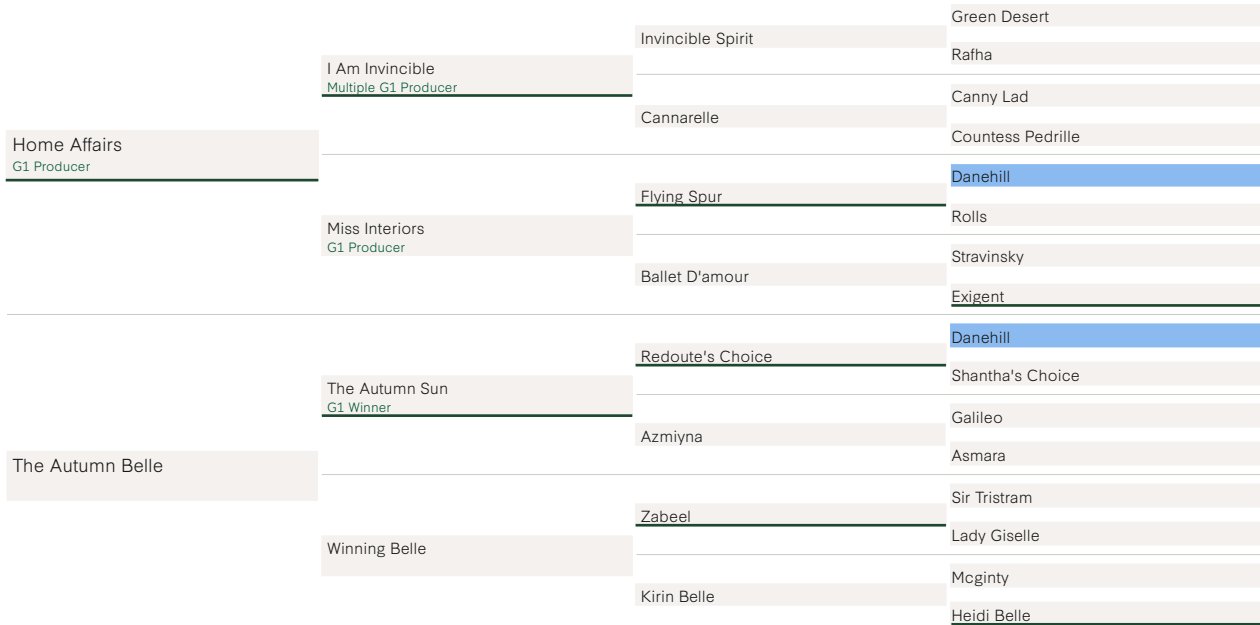 Home Affairs
G1 Producer
The Autumn Belle
I Am Invincible
Multiple G1 Producer
Miss Interiors
G1 Producer
The Autumn Sun
G1 Winner
Winning Belle
Invincible Spirit
Cannarelle
Flying Spur
Ballet D'amour
Redoute's Choice
Azmiyna
Zabeel
Kirin Belle
Green Desert
Rafha
Canny Lad
Countess Pedrille
Danehill
Rolls
Stravinsky
Exigent
Danehill
Shantha's Choice
Galileo
Asmara
Sir Tristram
Lady Giselle
Mcginty
Heidi Belle